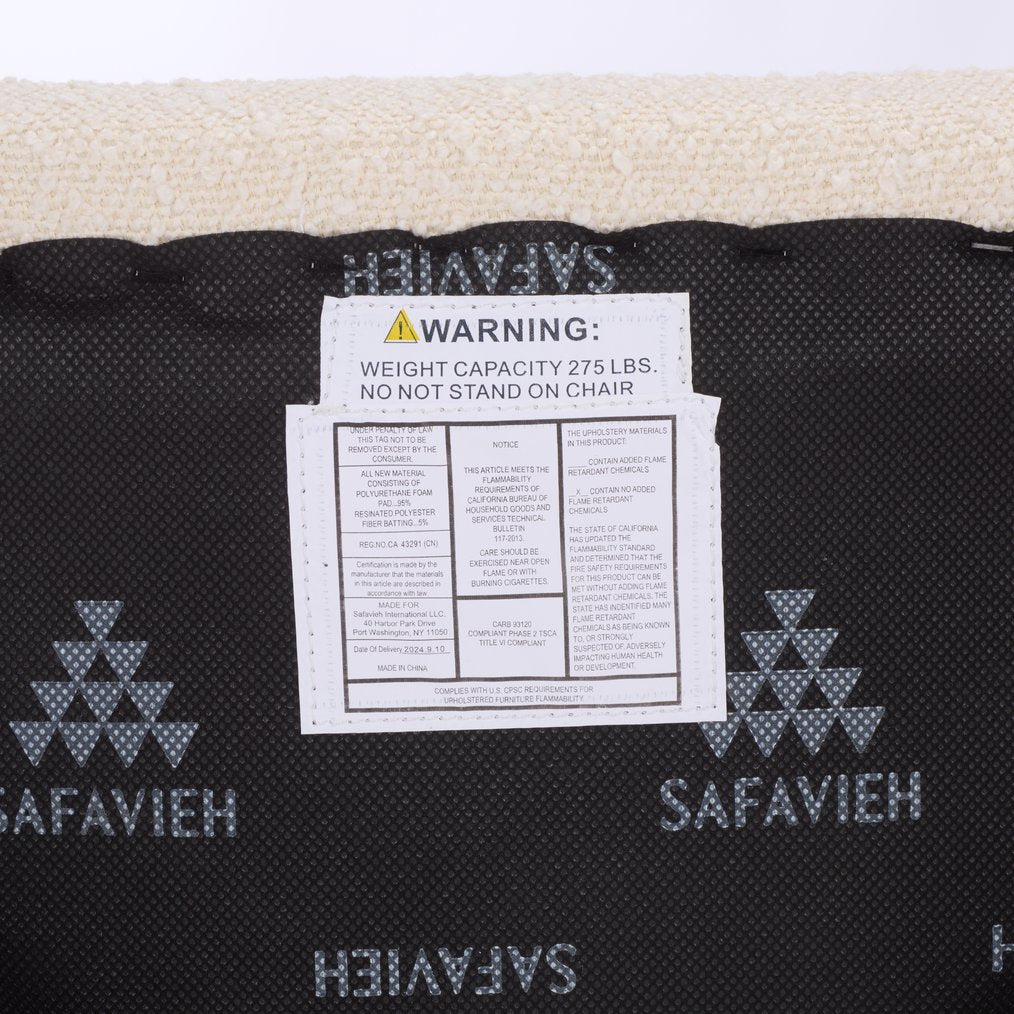 SAFAVIEH
WARNING:
WEIGHT CAPACITY 275 LBS.
NO NOT STAND ON CHAIR
UNDER PENALTY OF LAW
THIS TAG NOT TO BE
REMOVED EXCEPT BY THE
CONSUMER.
ALL NEW MATERIAL
CONSISTING OF
POLYURETHANE FOAM
PAD...95%
RESINATED POLYESTER
FIBER BATTING...5%
REG.NO.CA 43291 (CN)
Certification is made by the
manufacturer that the materials
in this article are described in
accordance with law.
MADE FOR
Safavieh International LLC.
40 Harbor Park Drive
Port Washington, NY 11050
Date Of Delivery 2024.9.10
MADE IN CHINA
NOTICE
THIS ARTICLE MEETS THE
FLAMMABILITY
REQUIREMENTS OF
CALIFORNIA BUREAU OF
HOUSEHOLD GOODS AND
SERVICES TECHNICAL
BULLETIN
117-2013.
CARE SHOULD BE
EXERCISED NEAR OPEN
FLAME OR WITH
BURNING CIGARETTES.
CARB 93120
COMPLIANT PHASE 2 TSCA
TITLE VI COMPLIANT
THE UPHOLSTERY MATERIALS
IN THIS PRODUCT:
____CONTAIN ADDED FLAME
RETARDANT CHEMICALS
_X_ CONTAIN NO ADDED
FLAME RETARDANT
CHEMICALS
THE STATE OF CALIFORNIA
HAS UPDATED THE
FLAMMABILITY STANDARD
AND DETERMINED THAT THE
FIRE SAFETY REQUIREMENTS
FOR THIS PRODUCT CAN BE
MET WITHOUT ADDING FLAME
RETARDANT CHEMICALS. THE
STATE HAS INDENTIFIED MANY
FLAME RETARDANT
CHEMICALS AS BEING KNOWN
TO, OR STRONGLY
SUSPECTED OF, ADVERSELY
IMPACTING HUMAN HEALTH
OR DEVELOPMENT.
COMPLIES WITH U.S. CPSC REQUIREMENTS FOR
UPHOLSTERED FURNITURE FLAMMABILITY
SAFAVIEH
SAFAVIEH
SAFAVIEH